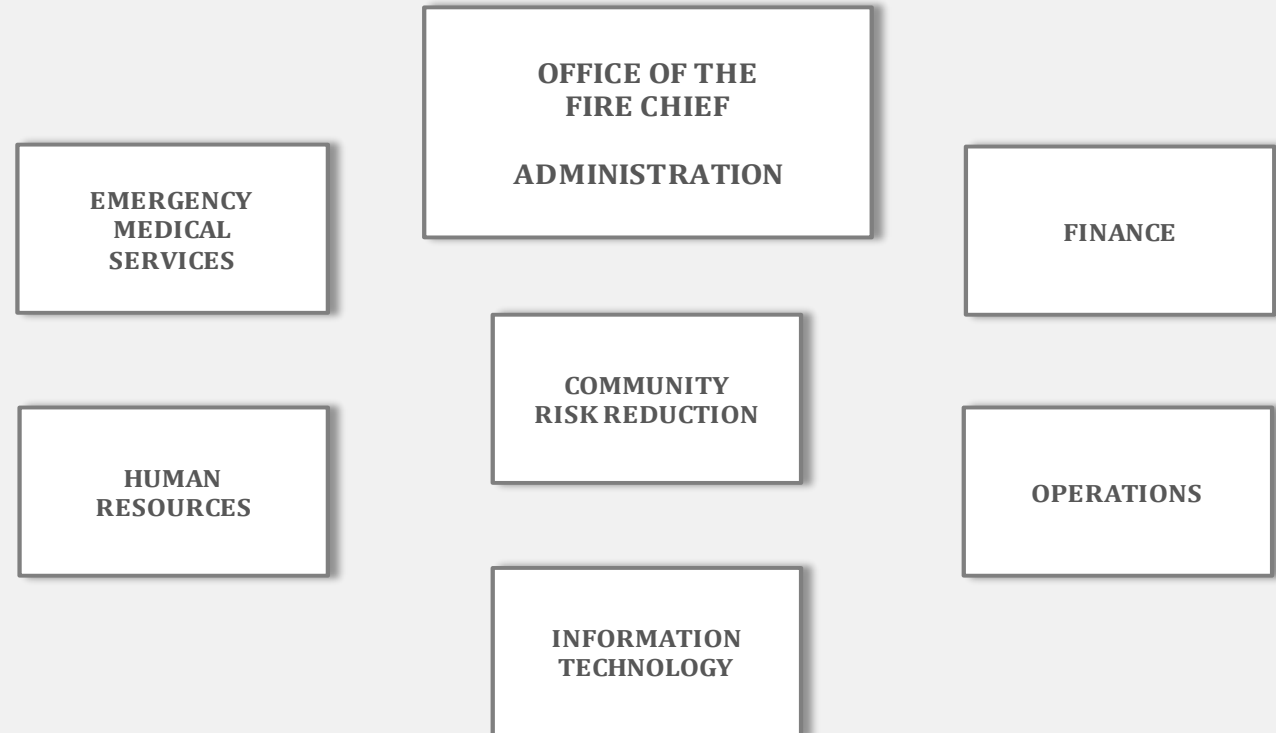 OFFICE OF THE
FIRE CHIEF
ADMINISTRATION
EMERGENCY
MEDICAL
SERVICES
FINANCE
COMMUNITY
RISK REDUCTION
HUMAN
RESOURCES
OPERATIONS
INFORMATION
TECHNOLOGY